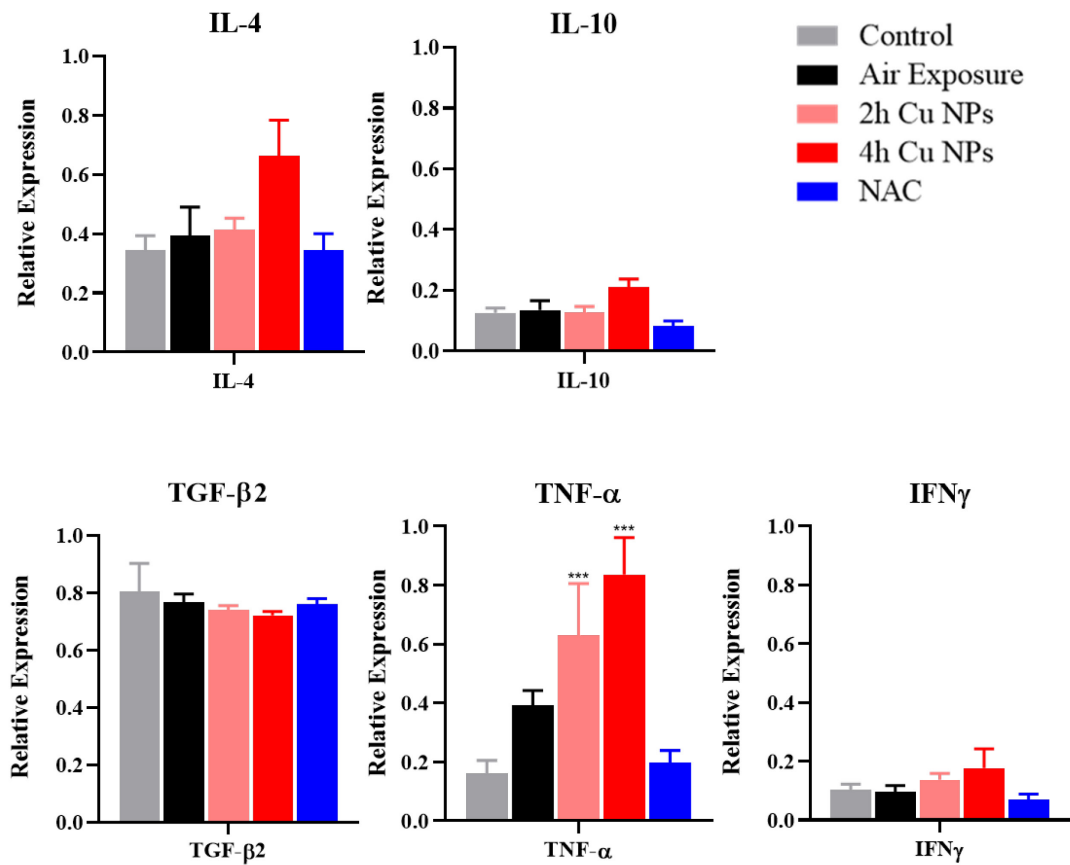 IL-4
Relative Expression
1.0
0.8
0.6
0.4
0.2
0.0
IL-4
IL-10
Relative Expression
1.0
0.8
0.6
0.4
0.2
0.0
IL-10
Control
Air Exposure
2h Cu NPs
4h Cu NPs
NAC
TGF-β2
Relative Expression
1.0
0.8
0.6
0.4
0.2
0.0
TGF-β2
TNF-α
Relative Expression
1.0
0.8
0.6
0.4
0.2
0.0
***
***
TNF-α
IFNγ
Relative Expression
1.0
0.8
0.6
0.4
0.2
0.0
IFNγ